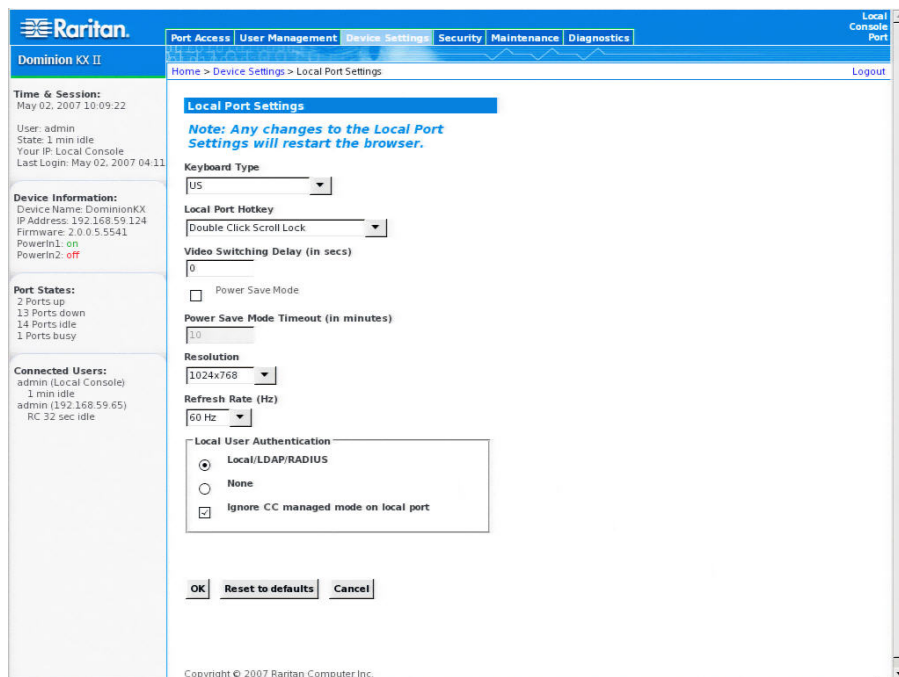 Raritan.
Dominion KX II
Local
Console
Port
Port Access User Management Device Settings Security Maintenance Diagnostics
Home > Device Settings > Local Port Settings
Logout
Time & Session:
May 02, 2007 10:09:22
User: admin
State: 1 min idle
Your IP: Local Console
Last Login: May 02, 2007 04:11
Device Information:
Device Name: DominionKX
IP Address: 192.168.59.124
Firmware: 2.0.0.5.5541
PowerIn1: on
PowerIn2: off
Port States:
2 Ports up
13 Ports down
14 Ports idle
1 Ports busy
Connected Users:
admin (Local Console)
1 min idle
admin (192.168.59.65)
RC 32 sec idle
Local Port Settings
Note: Any changes to the Local Port
Settings will restart the browser.
Keyboard Type
US
Local Port Hotkey
Double Click Scroll Lock
Video Switching Delay (in secs)
0
Power Save Mode
Power Save Mode Timeout (in minutes)
10
Resolution
1024x768
Refresh Rate (Hz)
60 Hz
Local User Authentication
Local/LDAP/RADIUS
None
Ignore CC managed mode on local port
OK Reset to defaults Cancel
Copyright © 2007 Raritan Computer Inc.